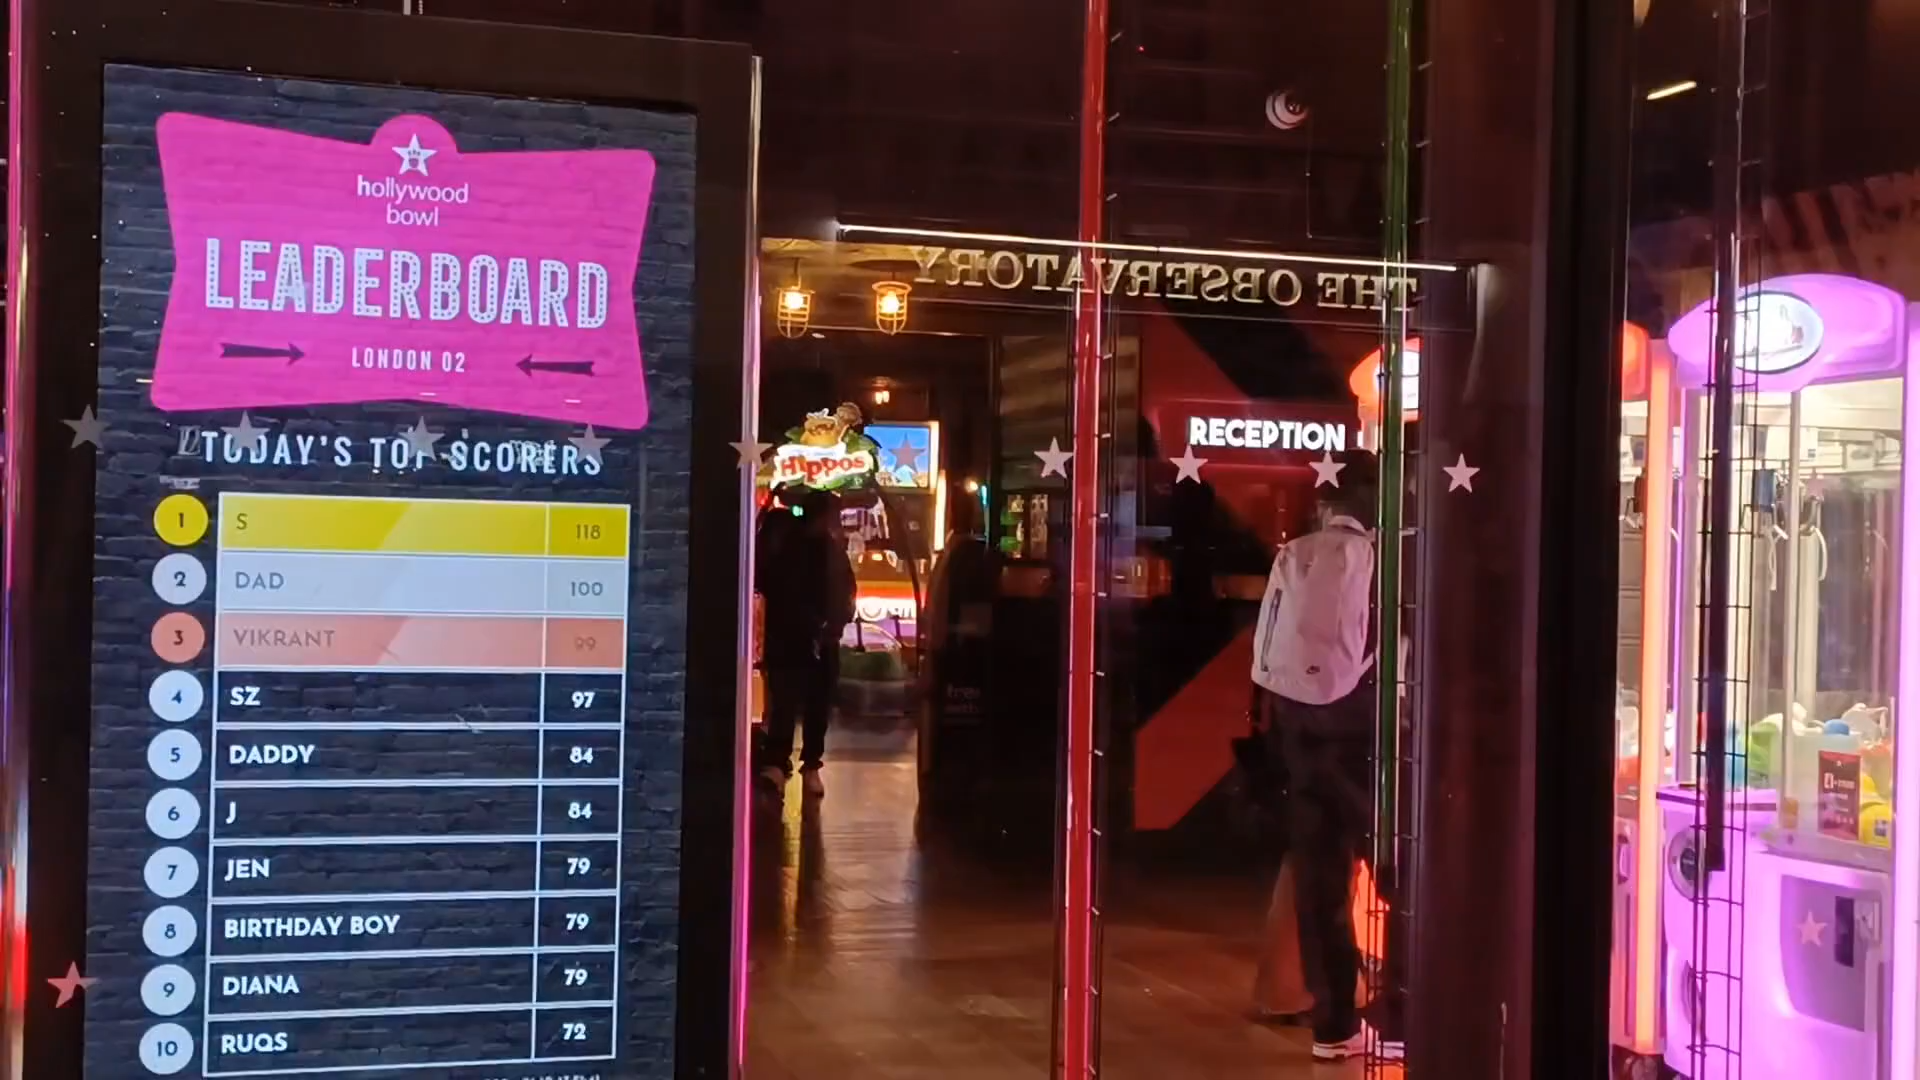 hollywood
bowl
LEADERBOARD
LONDON O2
TODAY'S TOP SCORERS
1 S 118
2 DAD 100
3 VIKRANT 99
4 SZ 97
5 DADDY 84
6 J 84
7 JEN 79
8 BIRTHDAY BOY 79
9 DIANA 79
10 RUQS 72
THE OBSERVATORY
HIPPOS
RECEPTION